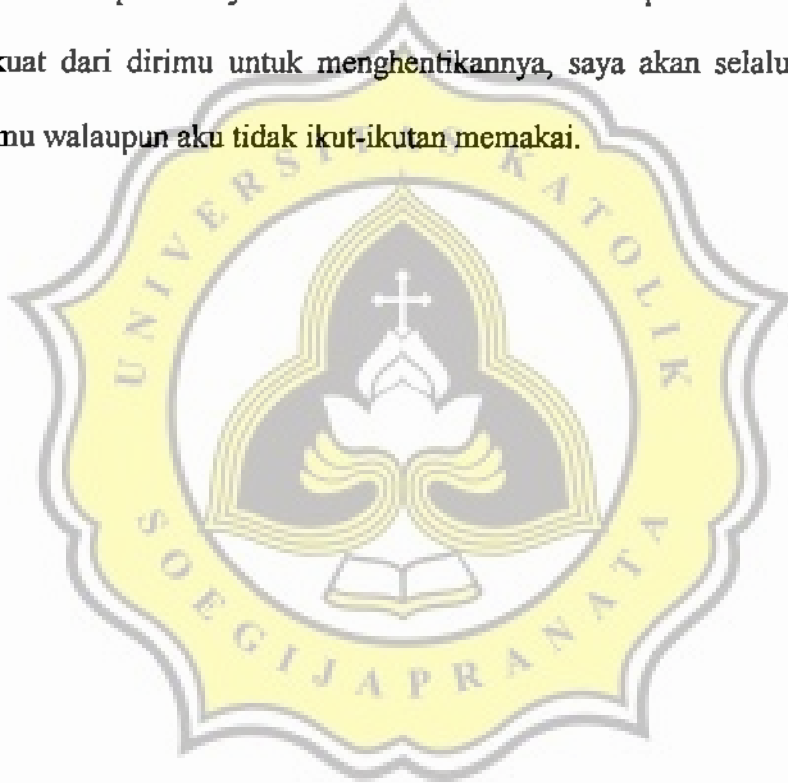 kuat dari dirimu untuk menghentikannya, saya akan selalu
mu walaupun aku tidak ikut-ikutan memakai.
UNIVERSITAS KATOLIK
SOEGIJAPRANATA